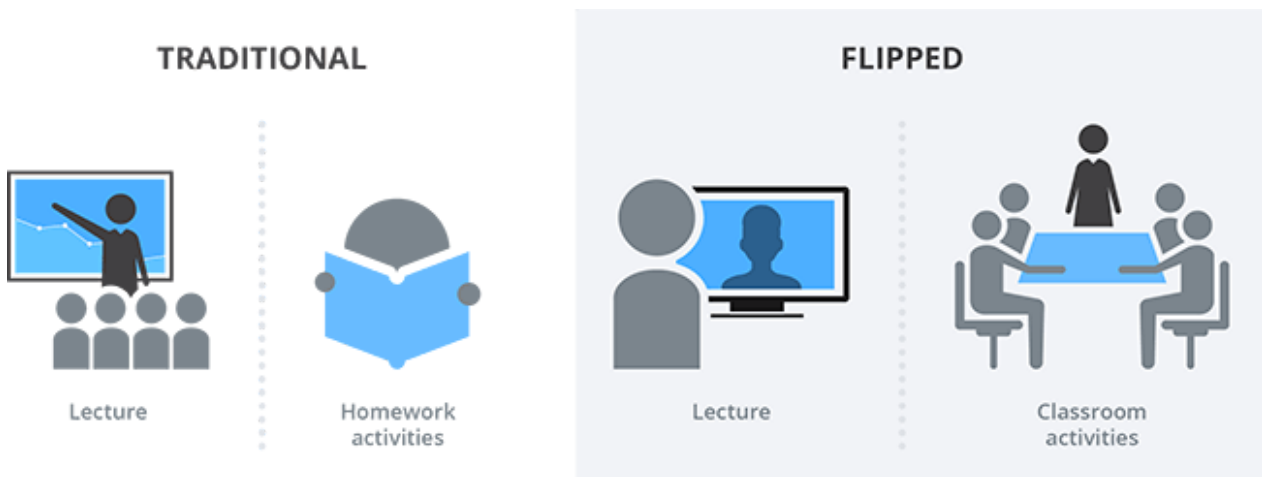 TRADITIONAL
Lecture
Homework
activities
FLIPPED
Lecture
Classroom
activities